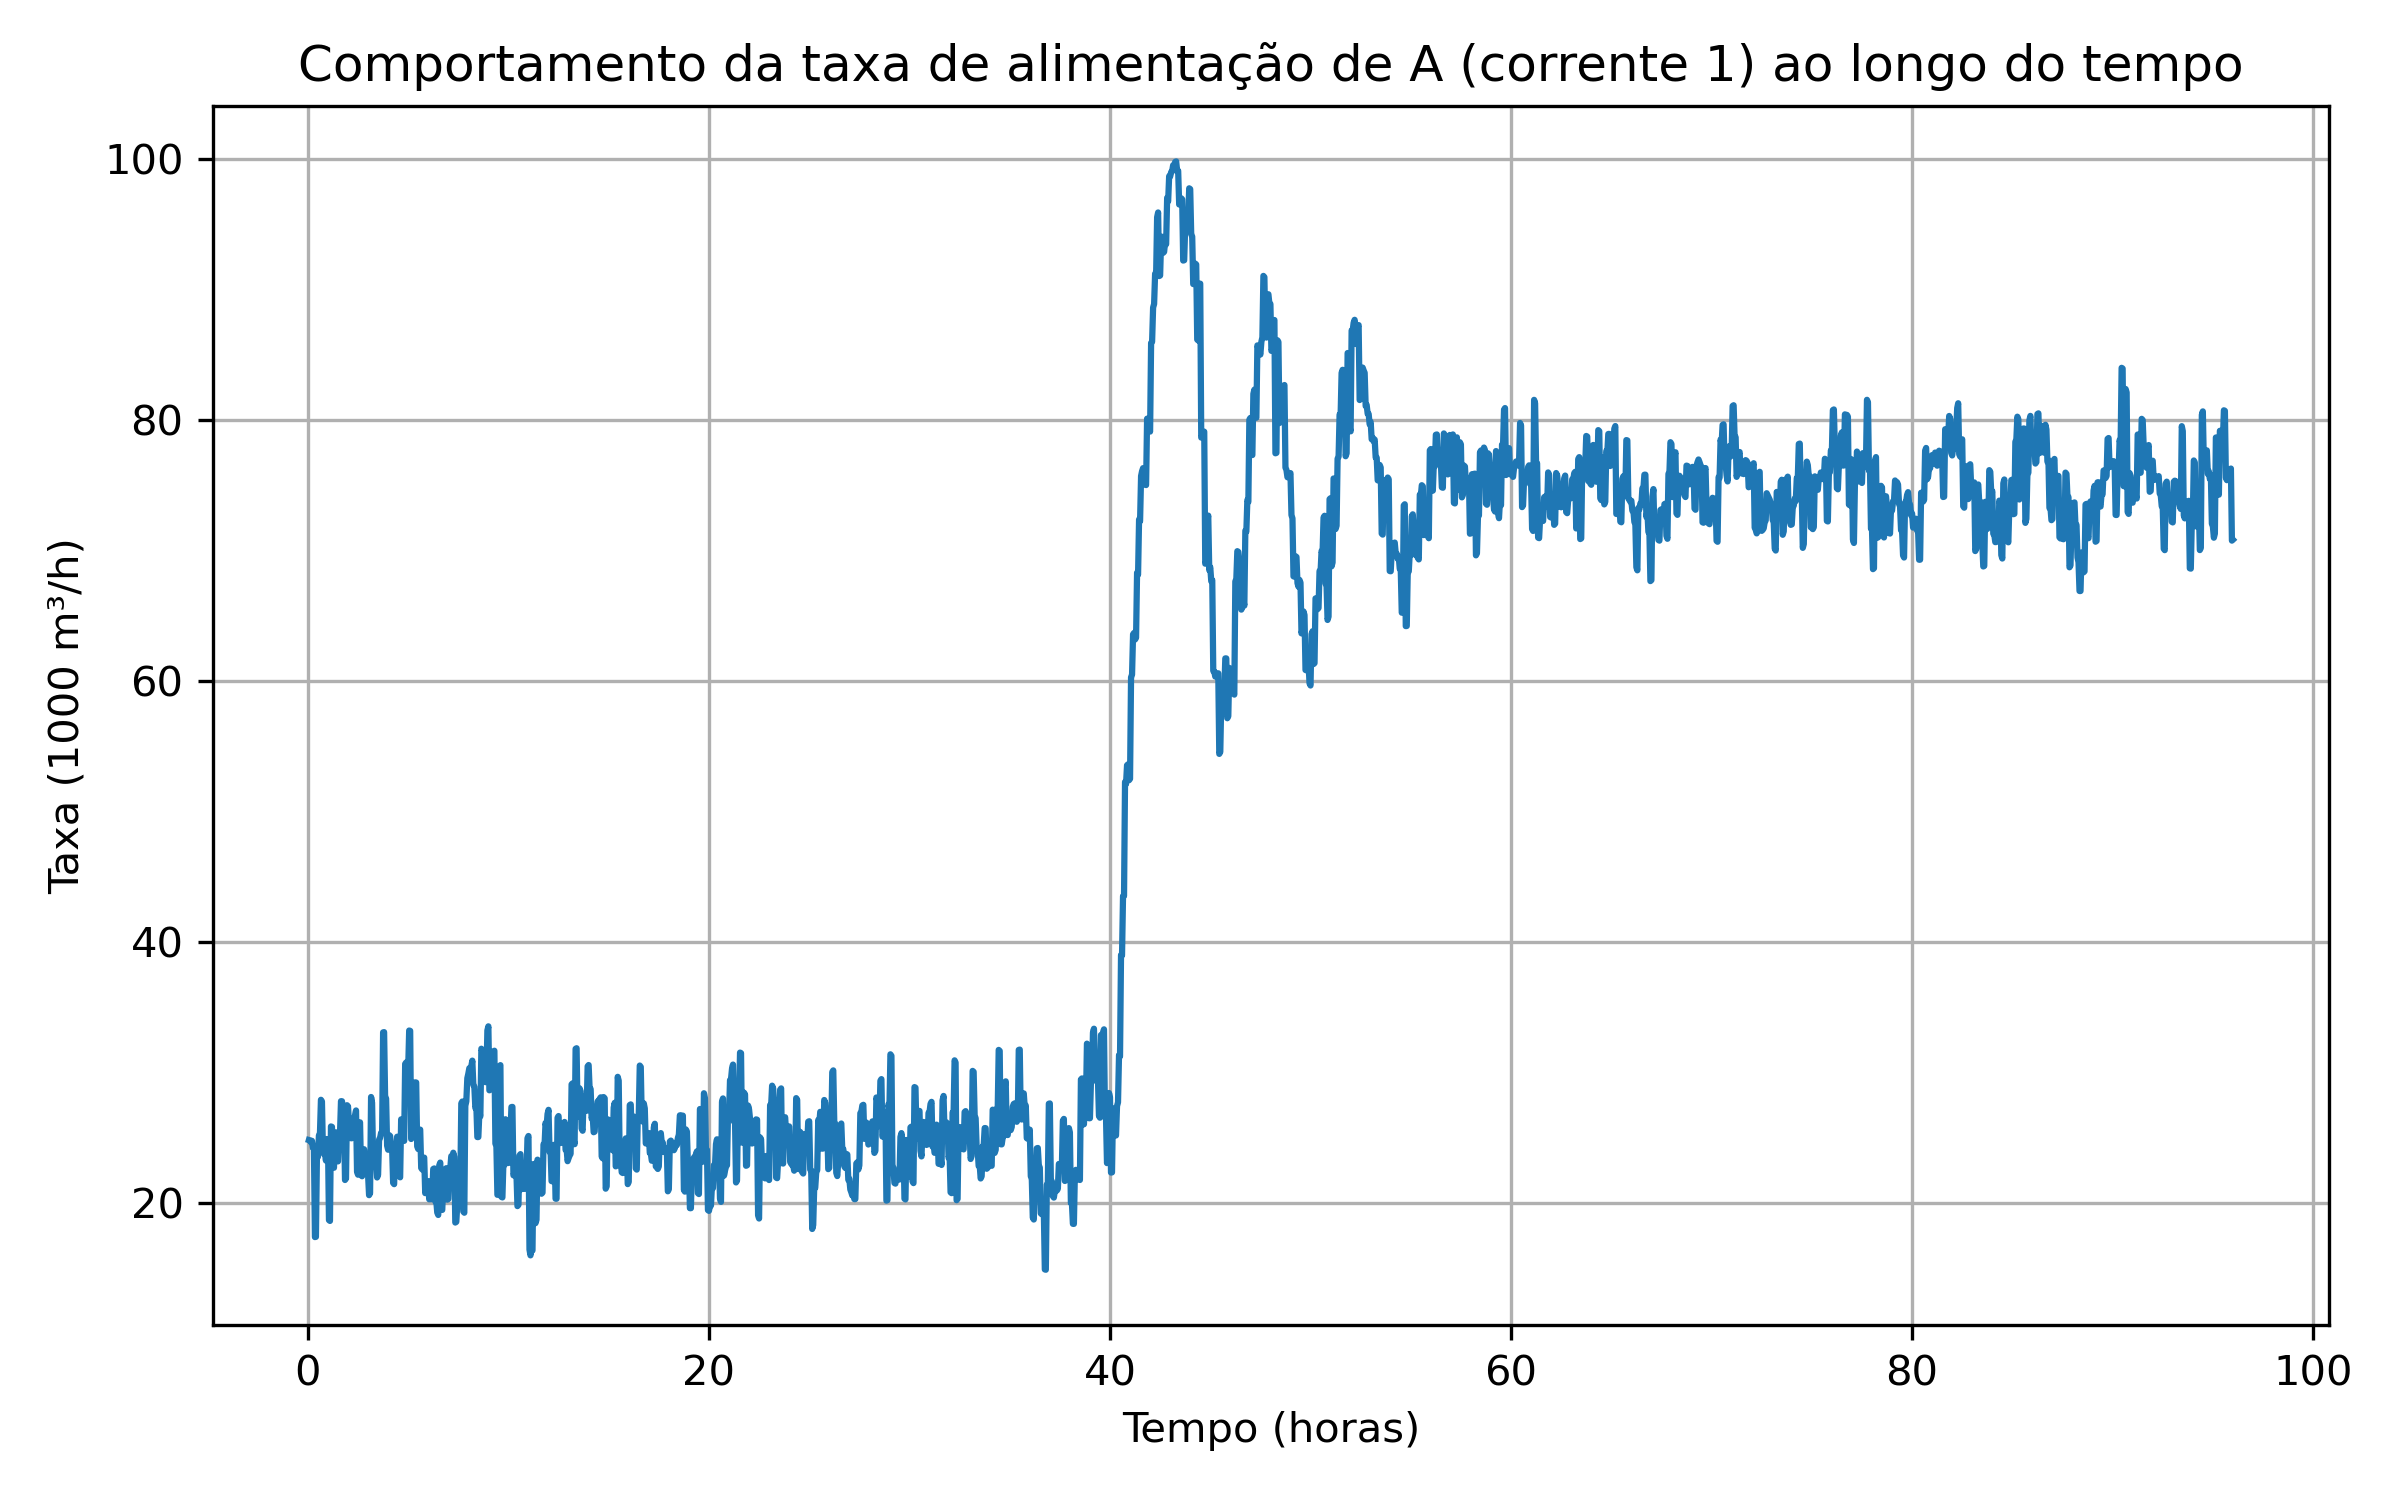 Comportamento da taxa de alimentação de A (corrente 1) ao longo do tempo
Taxa (1000 m³/h)
100
80
60
40
20
0 20 40 60 80 100
Tempo (horas)